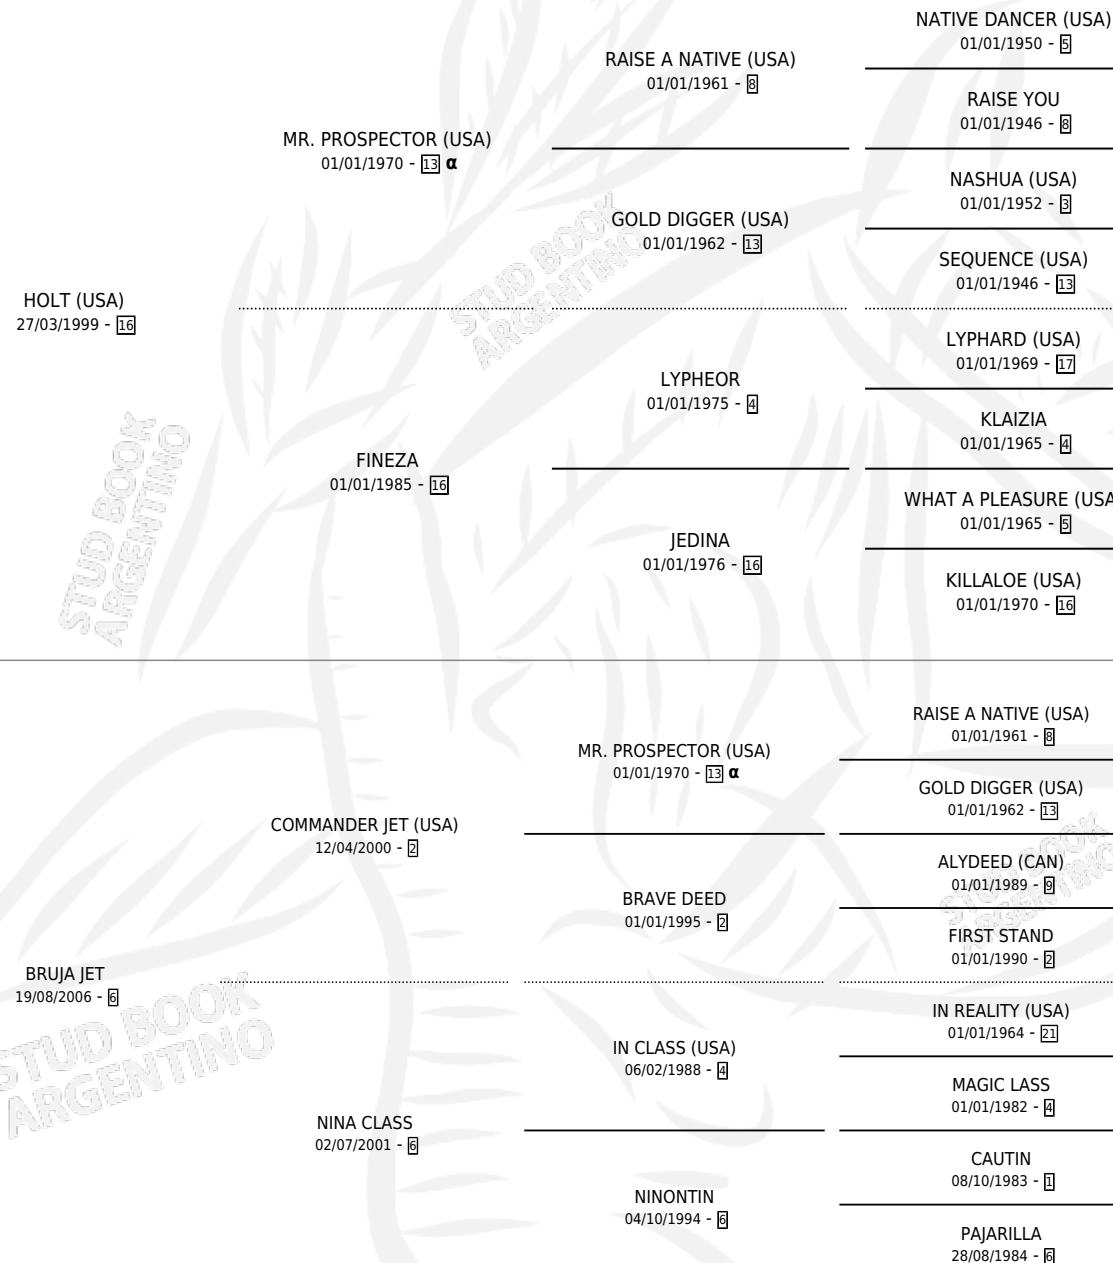 NATIVE DANCER (USA)
01/01/1950 - 5
RAISE A NATIVE (USA)
01/01/1961 - 8
RAISE YOU
01/01/1946 - 8
MR. PROSPECTOR (USA)
01/01/1970 - 13 α
NASHUA (USA)
01/01/1952 - 3
GOLD DIGGER (USA)
01/01/1962 - 13
SEQUENCE (USA)
01/01/1946 - 13
HOLT (USA)
27/03/1999 - 16
LYPHARD (USA)
01/01/1969 - 17
LYPHEOR
01/01/1975 - 4
KLAIZIA
01/01/1965 - 4
FINEZA
01/01/1985 - 16
WHAT A PLEASURE (USA
01/01/1965 - 5
JEDINA
01/01/1976 - 16
KILLALOE (USA)
01/01/1970 - 16
STUD BOOK
ARGENTINO
STUD BOOK
ARGENTINO
RAISE A NATIVE (USA)
01/01/1961 - 8
MR. PROSPECTOR (USA)
01/01/1970 - 13 α
GOLD DIGGER (USA)
01/01/1962 - 13
COMMANDER JET (USA)
12/04/2000 - 2
ALYDEED (CAN)
01/01/1989 - 9
BRAVE DEED
01/01/1995 - 2
FIRST STAND
01/01/1990 - 2
BRUJA JET
19/08/2006 - 6
IN REALITY (USA)
01/01/1964 - 21
IN CLASS (USA)
06/02/1988 - 4
MAGIC LASS
01/01/1982 - 4
NINA CLASS
02/07/2001 - 6
CAUTIN
08/10/1983 - 1
NINONTIN
04/10/1994 - 6
PAJARILLA
28/08/1984 - 6
STUD BOOK
ARGENTINO
STUD BOOK
ARGENTINO